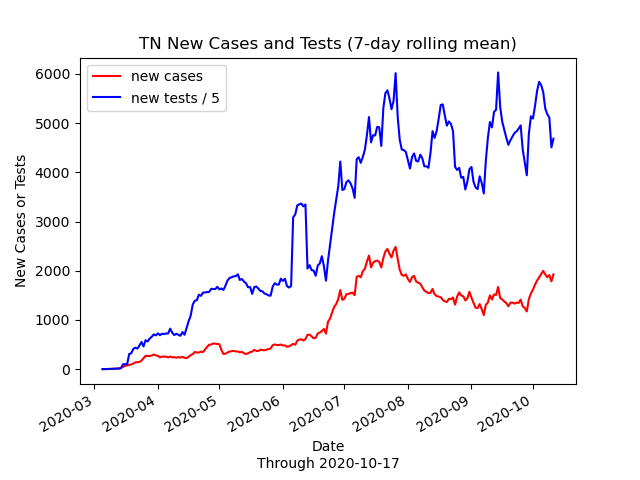 TN New Cases and Tests (7-day rolling mean)
new cases
new tests / 5
6000
5000
4000
3000
2000
1000
0
New Cases or Tests
2020-03
2020-04
2020-05
2020-06
2020-07
2020-08
2020-09
2020-10
Date
Through 2020-10-17